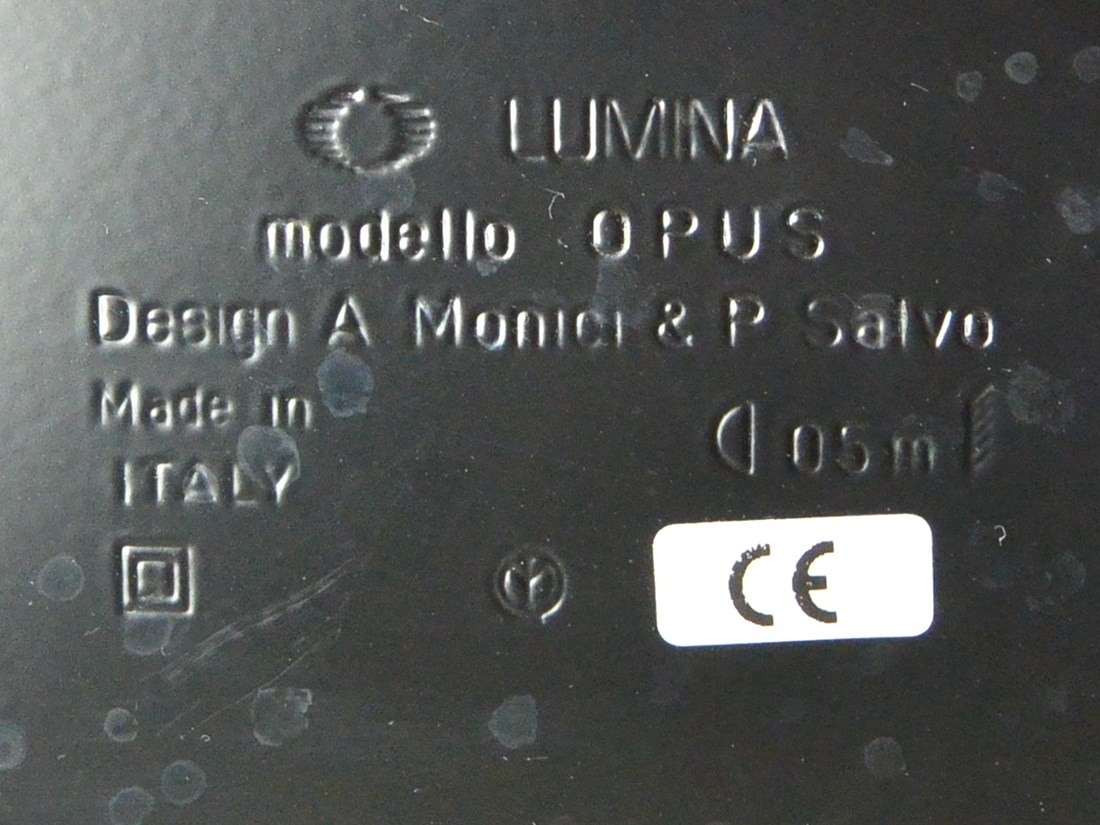 LUMINA
modello OPUS
Design A Monici & P Salvo
Made in
ITALY
05 m
CE